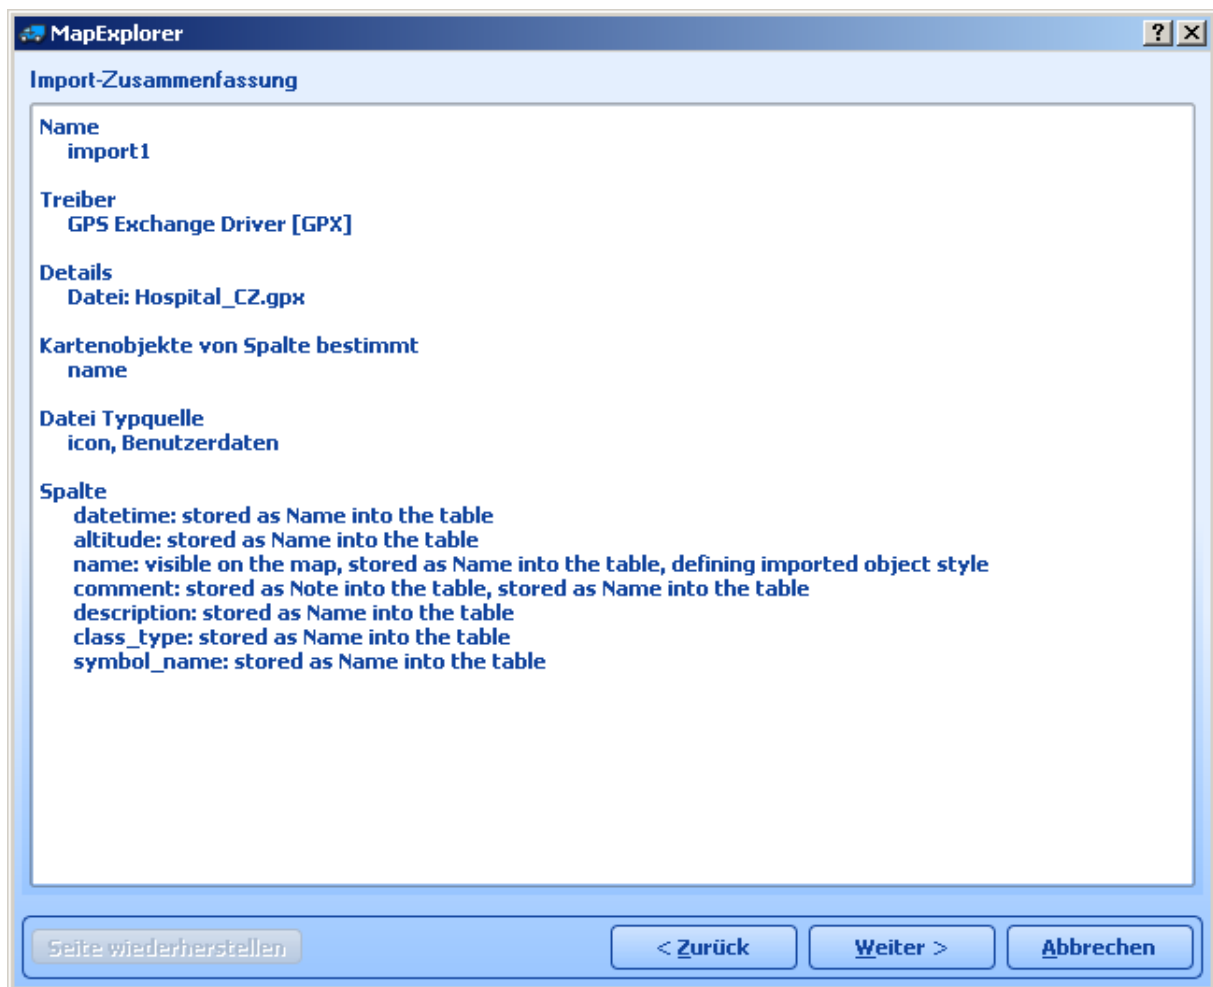 MapExplorer
Import-Zusammenfassung
Name
import1
Treiber
GPS Exchange Driver [GPX]
Details
Datei: Hospital_CZ.gpx
Kartenobjekte von Spalte bestimmt
name
Datei Typquelle
icon, Benutzerdaten
Spalte
datetime: stored as Name into the table
altitude: stored as Name into the table
name: visible on the map, stored as Name into the table, defining imported object style
comment: stored as Note into the table, stored as Name into the table
description: stored as Name into the table
class_type: stored as Name into the table
symbol_name: stored as Name into the table
Seite wiederherstellen
< Zurück
Weiter >
Abbrechen